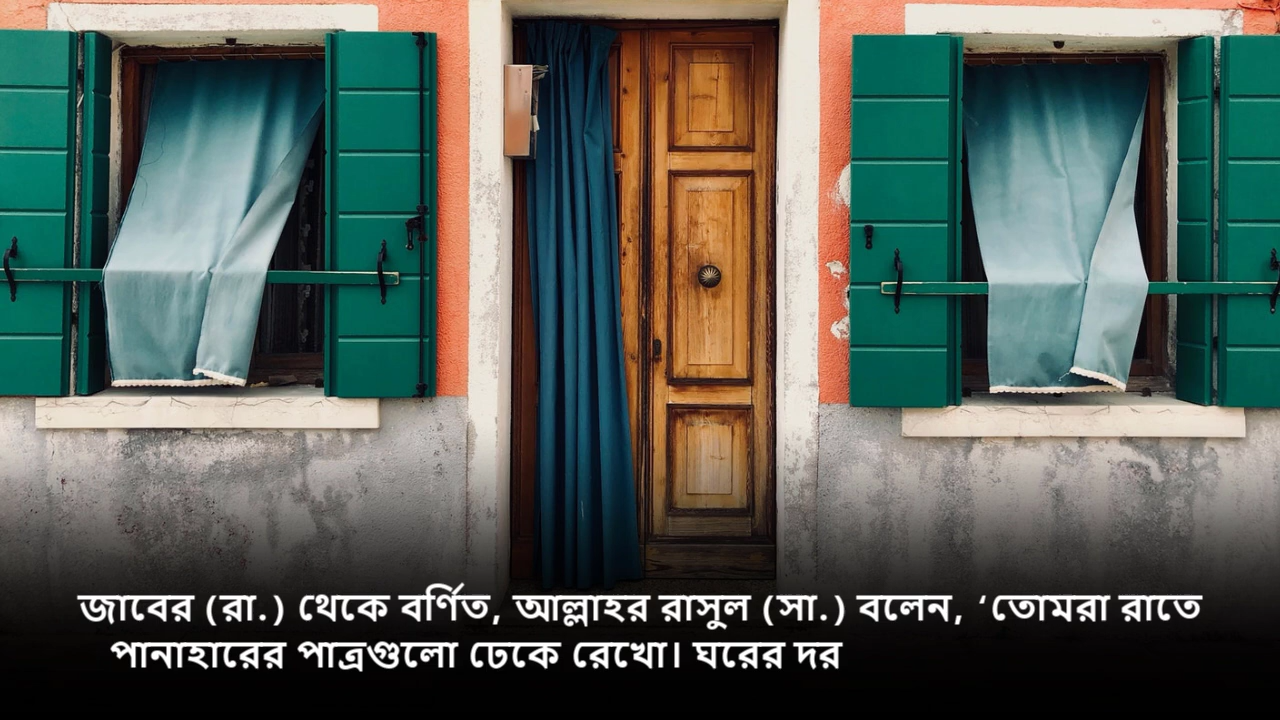 জাবের (রা.) থেকে বর্ণিত, আল্লাহর রাসুল (সা.) বলেন, ‘তোমরা রাতে
পানাহারের পাত্রগুলো ঢেকে রেখো। ঘরের দর